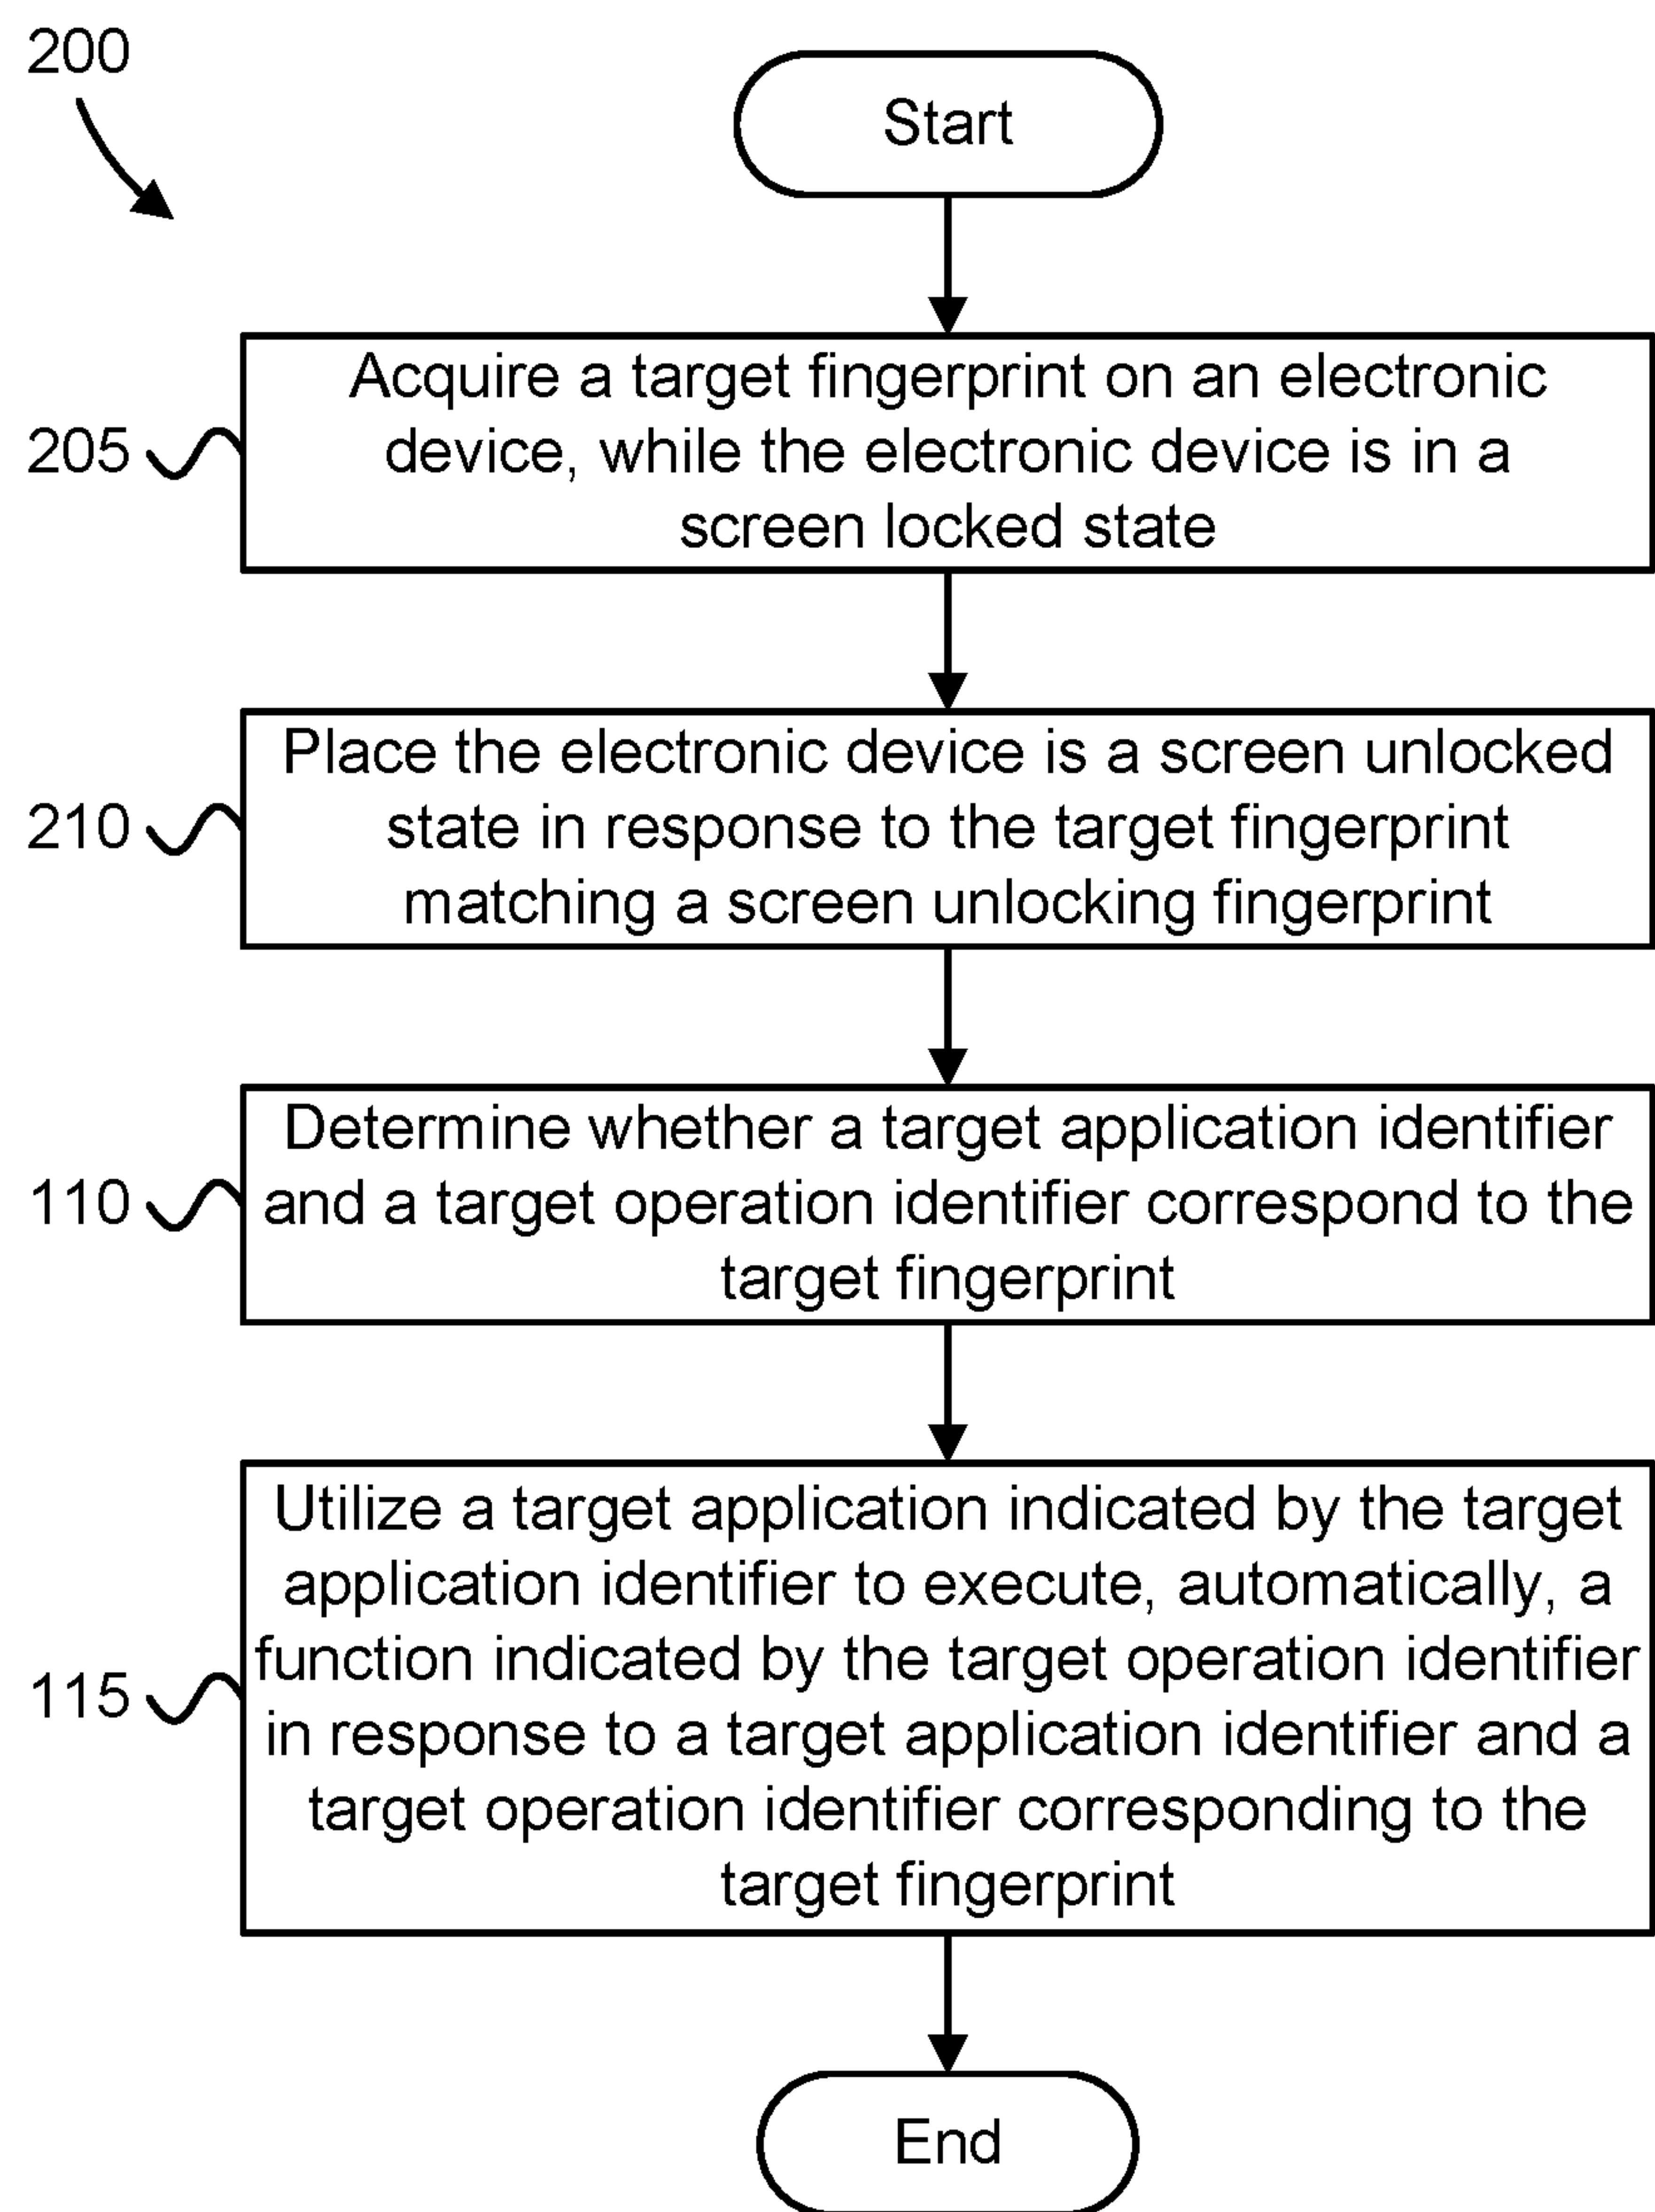 200
Start
205
Acquire a target fingerprint on an electronic
device, while the electronic device is in a
screen locked state
210
Place the electronic device is a screen unlocked
state in response to the target fingerprint
matching a screen unlocking fingerprint
110
Determine whether a target application identifier
and a target operation identifier correspond to the
target fingerprint
115
Utilize a target application indicated by the target
application identifier to execute, automatically, a
function indicated by the target operation identifier
in response to a target application identifier and a
target operation identifier corresponding to the
target fingerprint
End